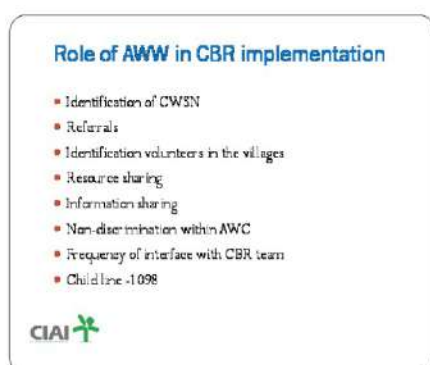 Role of AWW in CBR implementation
Identification of CWSN
Referrals
Identification volunteers in the villages
Resource sharing
Information sharing
Non-discrimination within AWC
Frequency of interface with CBR team
Child line -1098
CIAI